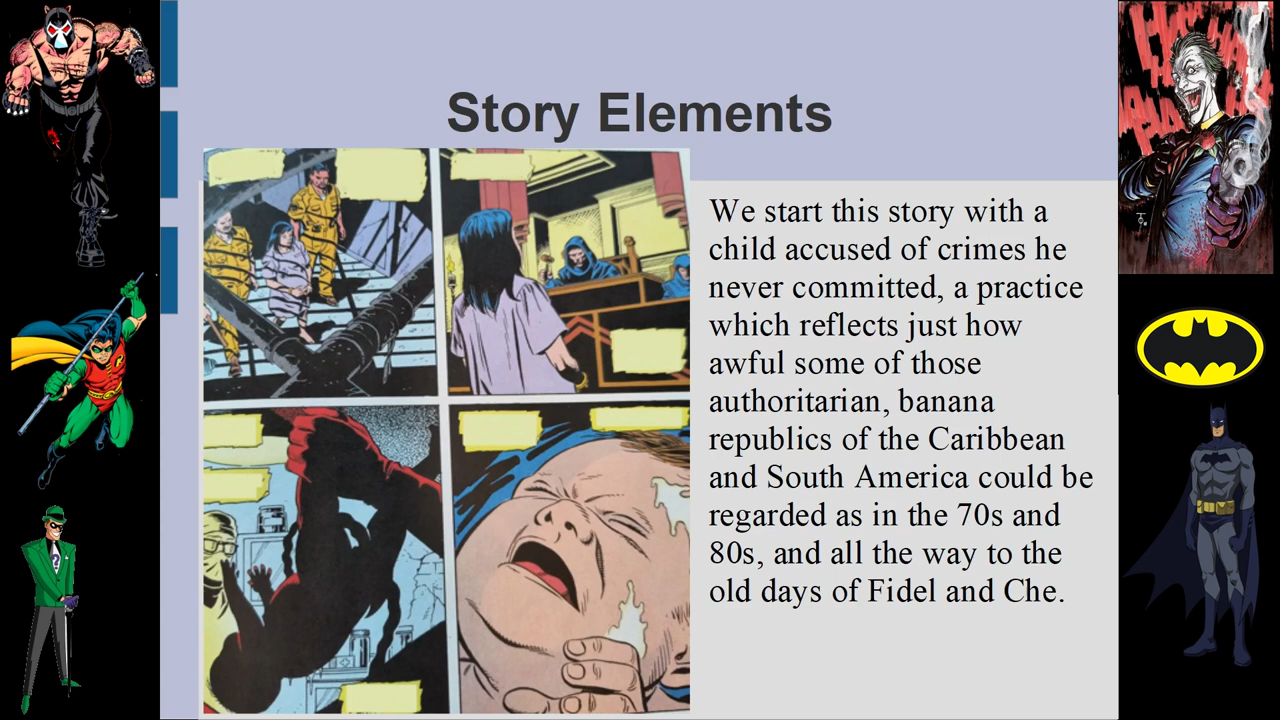 Story Elements
We start this story with a
child accused of crimes he
never committed, a practice
which reflects just how
awful some of those
authoritarian, banana
republics of the Caribbean
and South America could be
regarded as in the 70s and
80s, and all the way to the
old days of Fidel and Che.